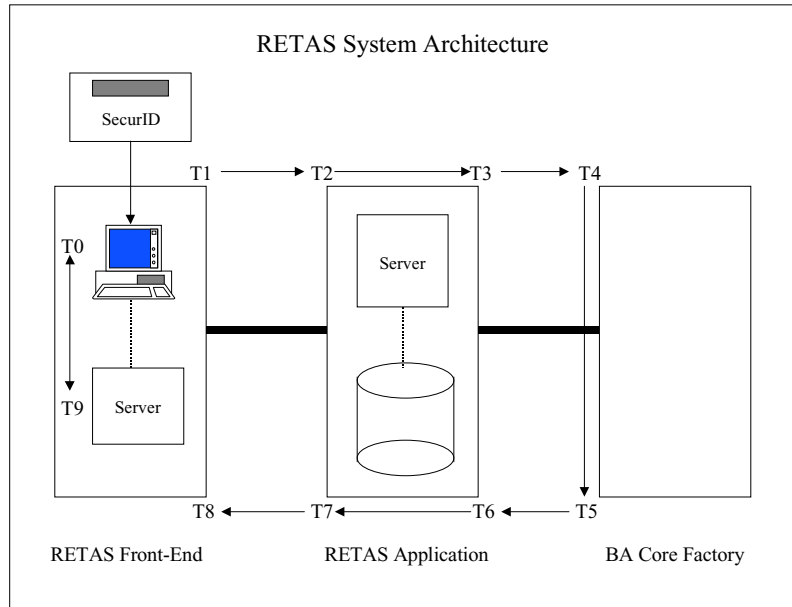 RETAS System Architecture
SecurID
T1
T2
T3
T4
T0
Server
T9
Server
T8
T7
T6
T5
RETAS Front-End
RETAS Application
BA Core Factory